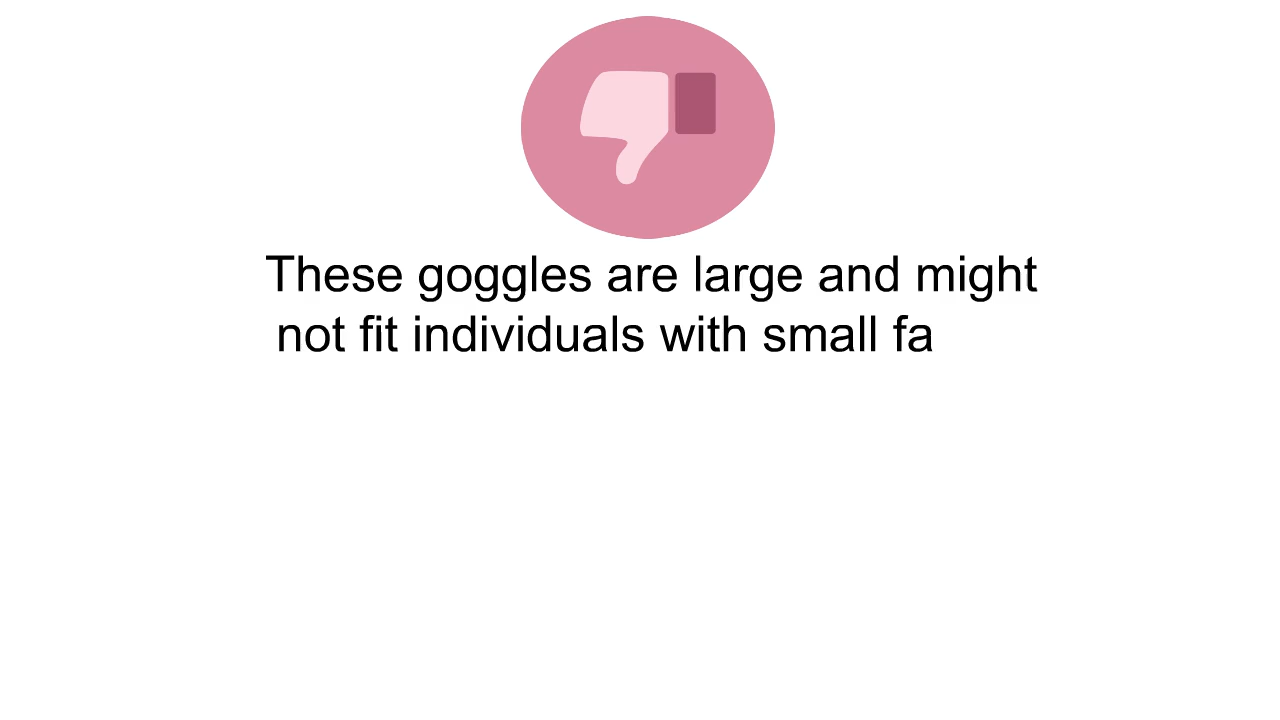 These goggles are large and might
not fit individuals with small fa